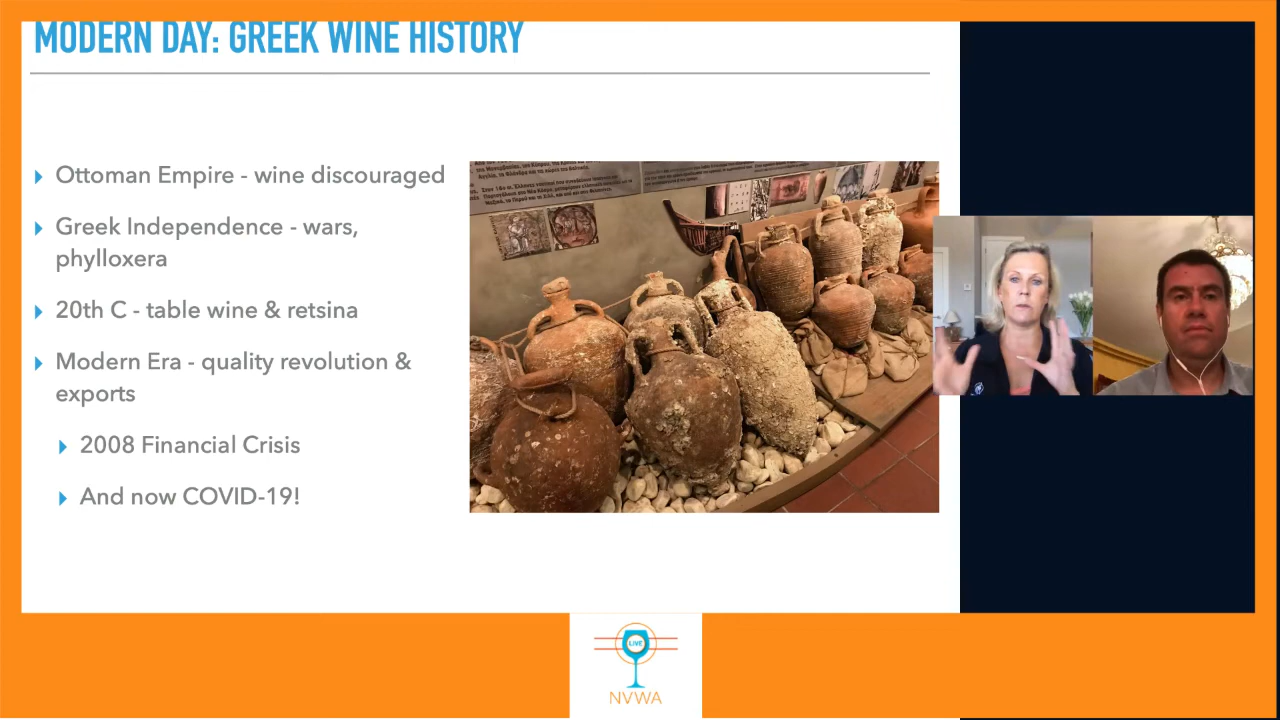 MODERN DAY: GREEK WINE HISTORY
Ottoman Empire - wine discouraged
Greek Independence - wars,
phylloxera
20th C - table wine & retsina
Modern Era - quality revolution &
exports
2008 Financial Crisis
And now COVID-19!
LIVE
NVWA